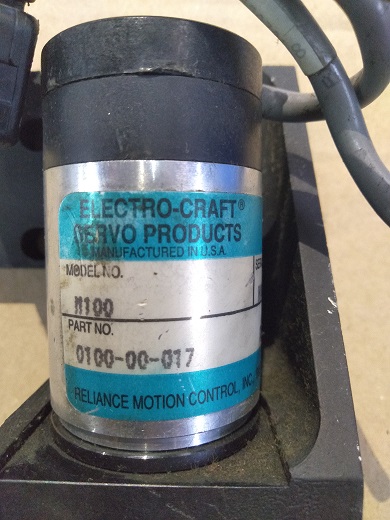 ELECTRO-CRAFT®
SERVO PRODUCTS
MANUFACTURED IN U.S.A.
MODEL NO.
M100
PART NO.
0100-00-017
RELIANCE MOTION CONTROL, INC.